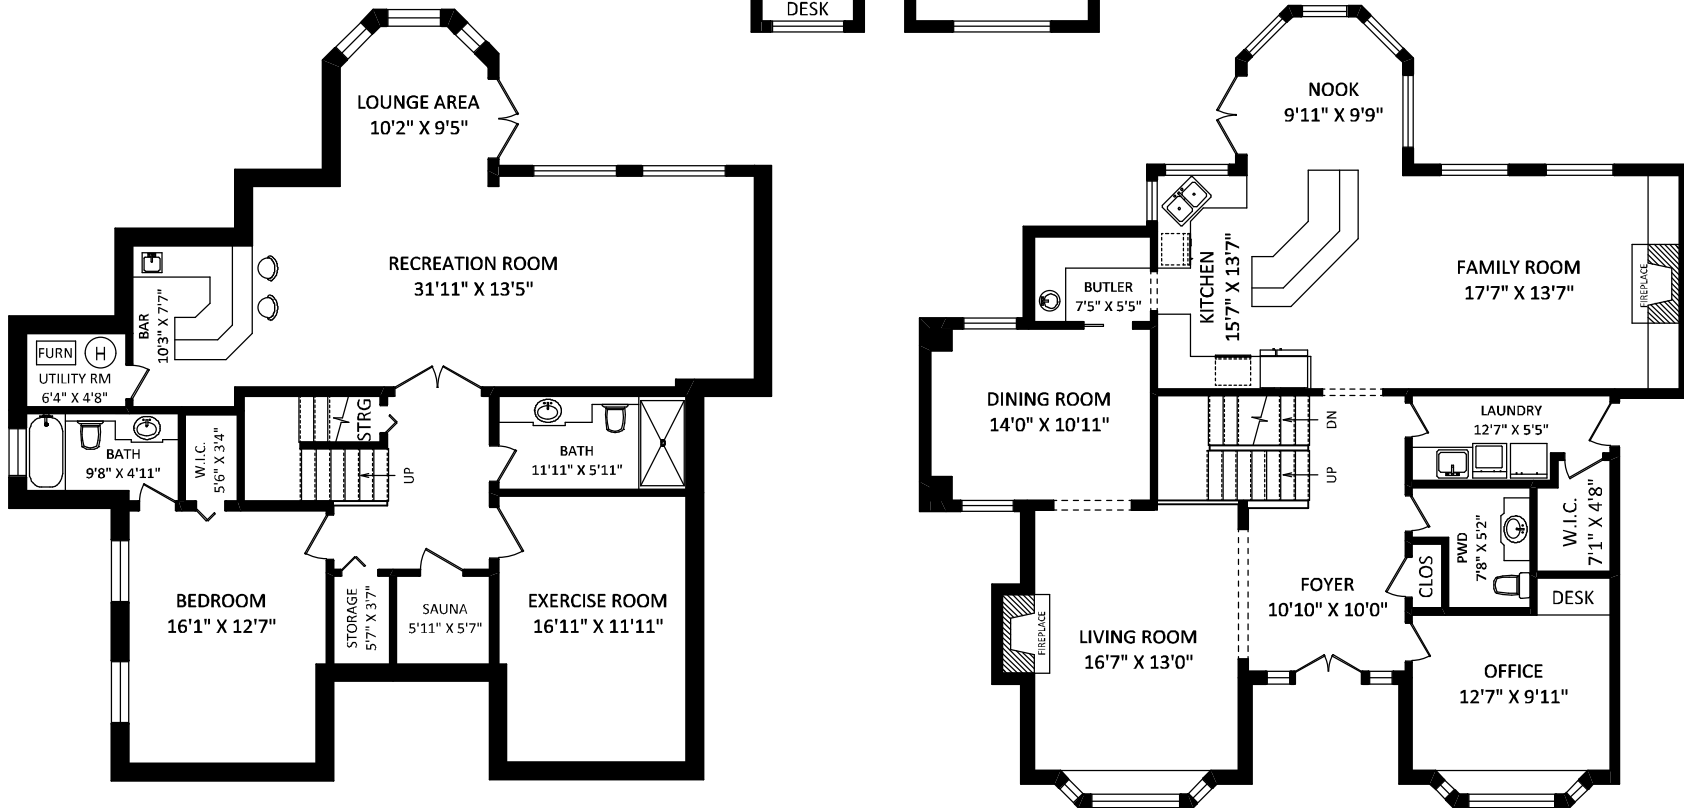 DESK
LOUNGE AREA
10'2" X 9'5"
RECREATION ROOM
31'11" X 13'5"
BAR
10'3" X 7'7"
FURN
H
UTILITY RM
6'4" X 4'8"
BATH
9'8" X 4'11"
W.I.C.
5'6" X 3'4"
STRG
UP
BATH
11'11" X 5'11"
BEDROOM
16'1" X 12'7"
STORAGE
5'7" X 3'7"
SAUNA
5'11" X 5'7"
EXERCISE ROOM
16'11" X 11'11"
NOOK
9'11" X 9'9"
KITCHEN
15'7" X 13'7"
FAMILY ROOM
17'7" X 13'7"
FIREPLACE
BUTLER
7'5" X 5'5"
DINING ROOM
14'0" X 10'11"
DN
UP
LAUNDRY
12'7" X 5'5"
W.I.C.
7'1" X 4'8"
PWD
7'8" X 5'2"
CLOS
DESK
FOYER
10'10" X 10'0"
FIREPLACE
LIVING ROOM
16'7" X 13'0"
OFFICE
12'7" X 9'11"